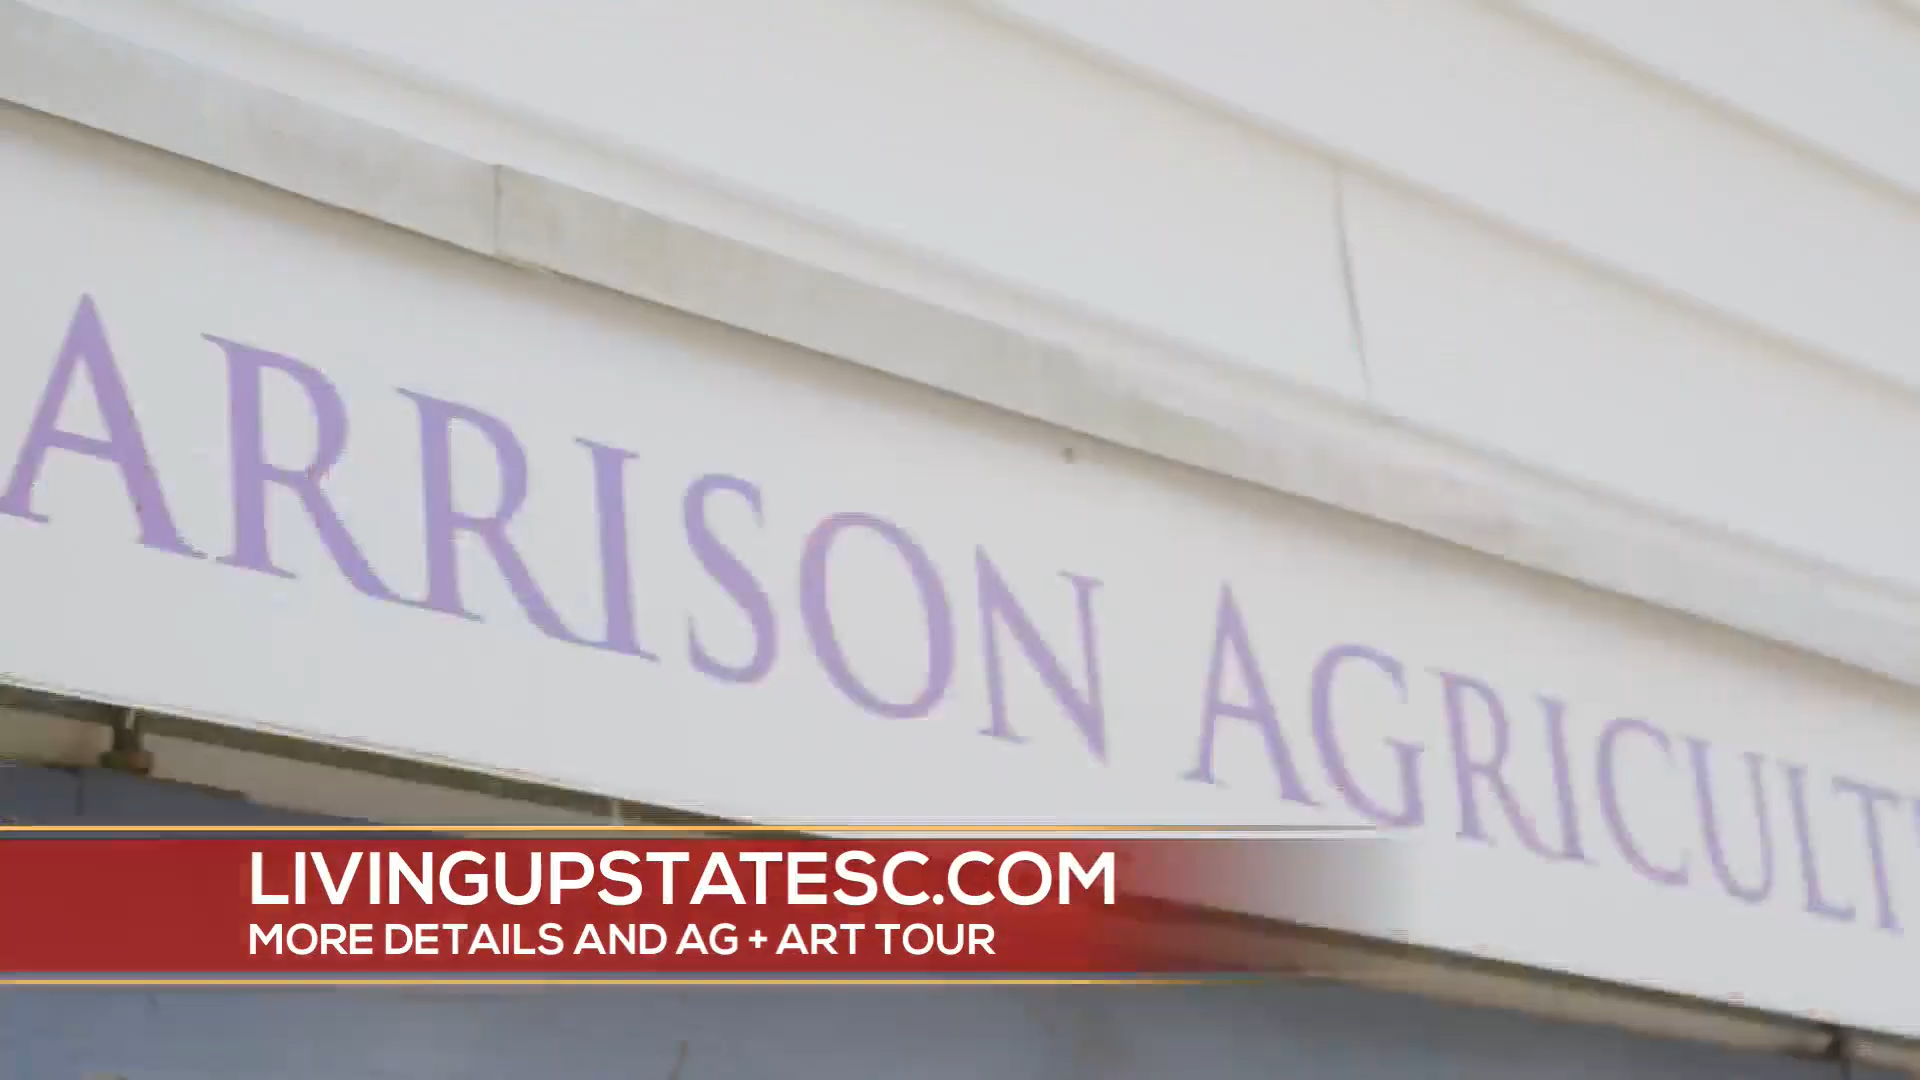 ARRISON AGRICULT
LIVINGUPSTATESC.COM
MORE DETAILS AND AG + ART TOUR